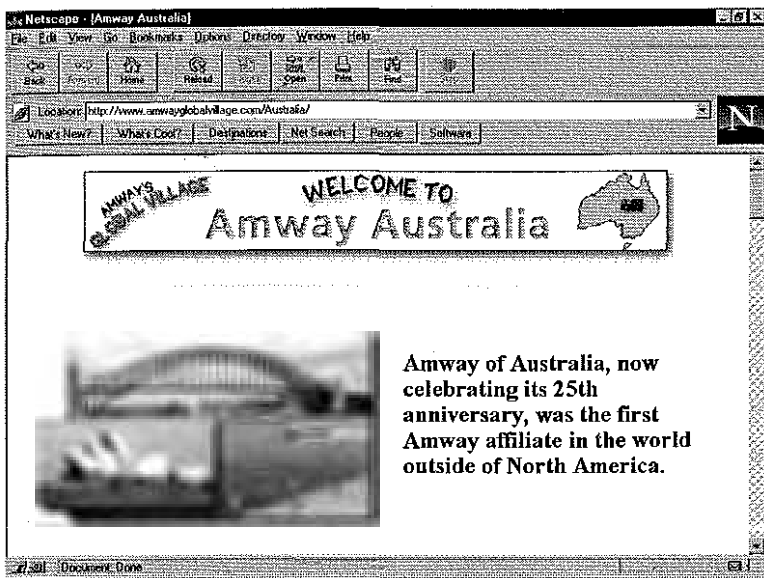 Netscape - [Amway Australia]
File Edit View Go Bookmarks Options Directory Window Help
Back Forward Home Reload Open Print Find Stop
Location: http://www.amwayglobalvillage.com/Australia/
What's New? What's Cool? Destinations Net Search People Software
N
AMWAY'S
GLOBAL VILLAGE
WELCOME TO
Amway Australia
Amway of Australia, now
celebrating its 25th
anniversary, was the first
Amway affiliate in the world
outside of North America.
Document: Done